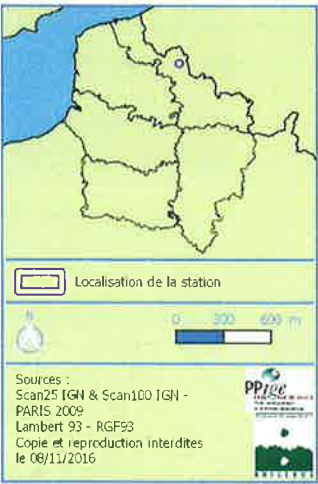 Localisation de la station
N
0 300 600 m
Sources :
Scan25 IGN & Scan100 IGN -
PARIS 2009
Lambert 93 - RGF93
Copie et reproduction interdites
le 08/11/2016
PPige
BAILLEUL